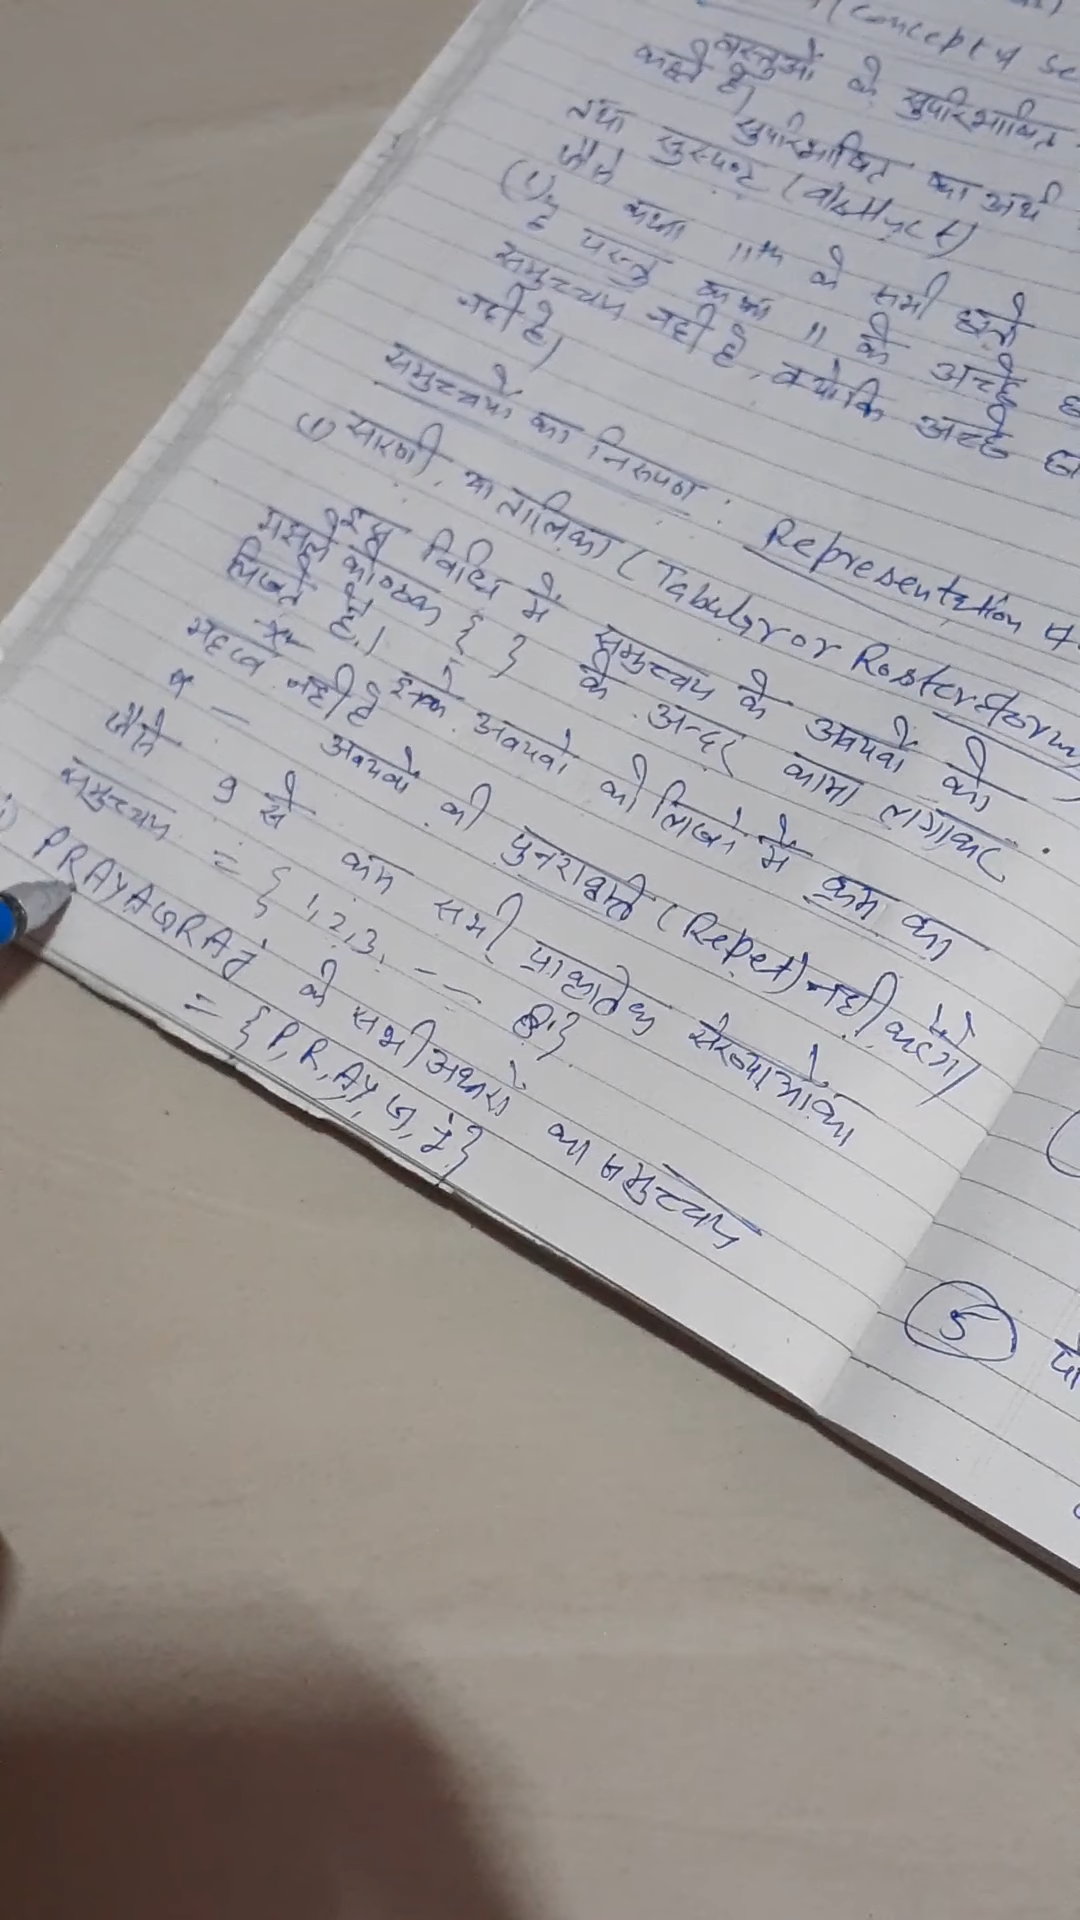 (Concept of Se
वस्तुओं के सुपरिभाषित
कहते है।
सुपरिभाषित का अर्थ
तथा सुस्पष्ट (distinct)
जैसे
(1) कक्षा 11th के सभी छात्रो
है परन्तु कक्षा 11 के अच्छे छ
समुच्चय नही है, क्योकि अच्छे छा
नही है।
समुच्चयो का निरूपण : Representation of
(1) सारणी या तालिका (Tabular or Roster form)
इस विधि में समुच्चय के अवयवों को
मझले कोष्ठक { } के अन्दर कामा लगाकर
लिखते है।
इनके अवयवो को लिखने में क्रम का
महत्व नही है
* — अवयवो की पुनरावृत्ति (Repet) नही करेंगे
जैसे 9 से कम सभी प्राकृतिक संख्याओं का
समुच्चय = { 1, 2, 3, - - 8 }
i) PRAYAGRAJ के सभी अक्षरो का समुच्चय
= {P, R, A, Y, G, J}
5